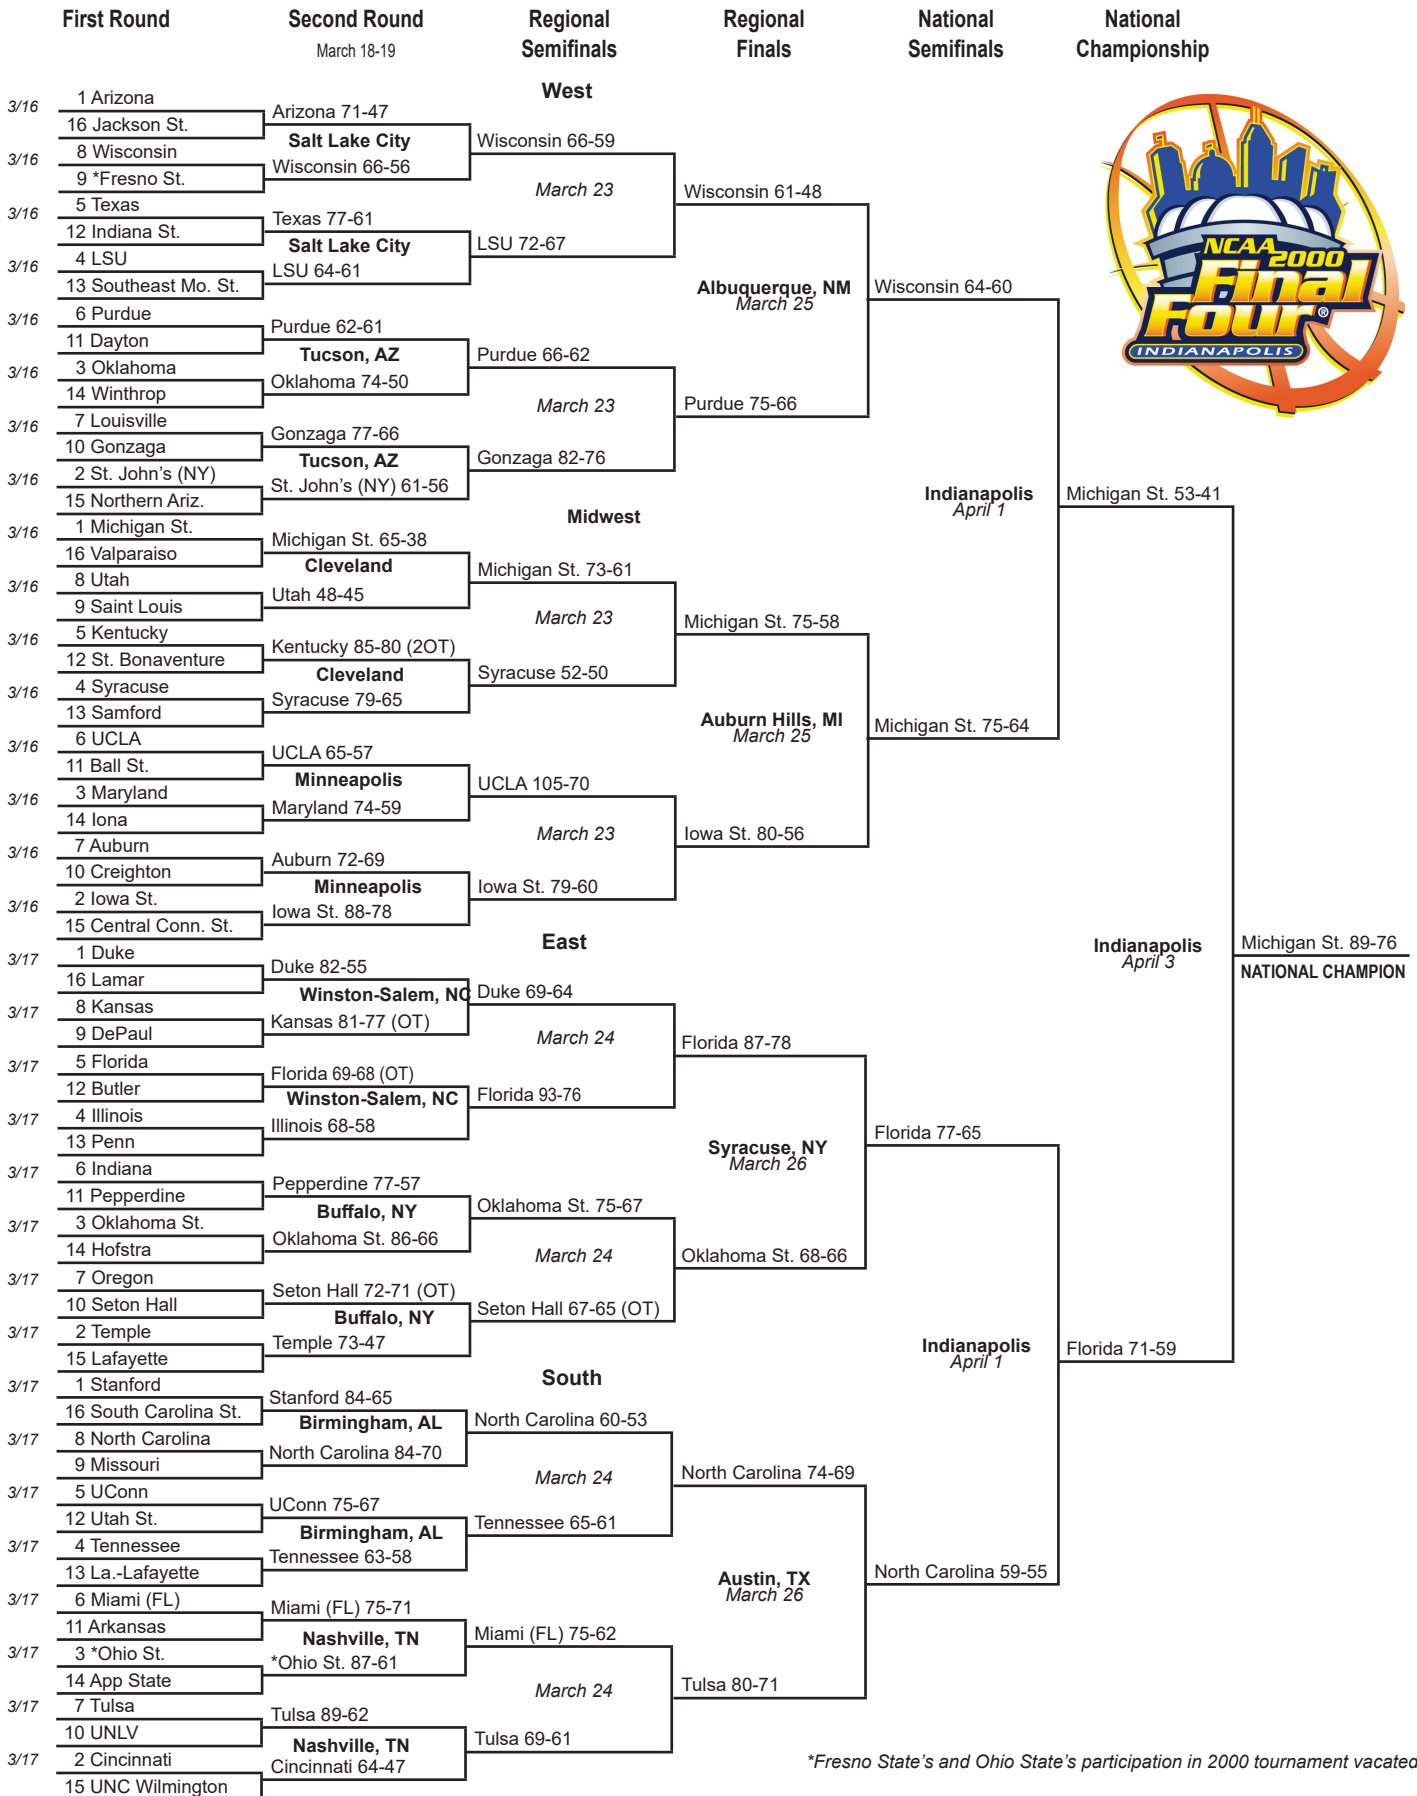 First Round
Second Round
March 18-19
Regional
Semifinals
Regional
Finals
National
Semifinals
National
Championship
West
3/16
1 Arizona
16 Jackson St.
3/16
8 Wisconsin
9 *Fresno St.
3/16
5 Texas
12 Indiana St.
3/16
4 LSU
13 Southeast Mo. St.
3/16
6 Purdue
11 Dayton
3/16
3 Oklahoma
14 Winthrop
3/16
7 Louisville
10 Gonzaga
3/16
2 St. John's (NY)
15 Northern Ariz.
Arizona 71-47
Salt Lake City
Wisconsin 66-56
Texas 77-61
Salt Lake City
LSU 64-61
Purdue 62-61
Tucson, AZ
Oklahoma 74-50
Gonzaga 77-66
Tucson, AZ
St. John's (NY) 61-56
Wisconsin 66-59
March 23
LSU 72-67
Purdue 66-62
March 23
Gonzaga 82-76
Wisconsin 61-48
Albuquerque, NM
March 25
Purdue 75-66
Wisconsin 64-60
Midwest
3/16
1 Michigan St.
16 Valparaiso
3/16
8 Utah
9 Saint Louis
3/16
5 Kentucky
12 St. Bonaventure
3/16
4 Syracuse
13 Samford
3/16
6 UCLA
11 Ball St.
3/16
3 Maryland
14 Iona
3/16
7 Auburn
10 Creighton
3/16
2 Iowa St.
15 Central Conn. St.
Michigan St. 65-38
Cleveland
Utah 48-45
Kentucky 85-80 (2OT)
Cleveland
Syracuse 79-65
UCLA 65-57
Minneapolis
Maryland 74-59
Auburn 72-69
Minneapolis
Iowa St. 88-78
Michigan St. 73-61
March 23
Syracuse 52-50
UCLA 105-70
March 23
Iowa St. 79-60
Michigan St. 75-58
Auburn Hills, MI
March 25
Iowa St. 80-56
Michigan St. 75-64
Indianapolis
April 1
Michigan St. 53-41
East
3/17
1 Duke
16 Lamar
3/17
8 Kansas
9 DePaul
3/17
5 Florida
12 Butler
3/17
4 Illinois
13 Penn
3/17
6 Indiana
11 Pepperdine
3/17
3 Oklahoma St.
14 Hofstra
3/17
7 Oregon
10 Seton Hall
3/17
2 Temple
15 Lafayette
Duke 82-55
Winston-Salem, NC
Kansas 81-77 (OT)
Florida 69-68 (OT)
Winston-Salem, NC
Illinois 68-58
Pepperdine 77-57
Buffalo, NY
Oklahoma St. 86-66
Seton Hall 72-71 (OT)
Buffalo, NY
Temple 73-47
Duke 69-64
March 24
Florida 93-76
Oklahoma St. 75-67
March 24
Seton Hall 67-65 (OT)
Florida 87-78
Syracuse, NY
March 26
Oklahoma St. 68-66
Florida 77-65
South
3/17
1 Stanford
16 South Carolina St.
3/17
8 North Carolina
9 Missouri
3/17
5 UConn
12 Utah St.
3/17
4 Tennessee
13 La.-Lafayette
3/17
6 Miami (FL)
11 Arkansas
3/17
3 *Ohio St.
14 App State
3/17
7 Tulsa
10 UNLV
3/17
2 Cincinnati
15 UNC Wilmington
Stanford 84-65
Birmingham, AL
North Carolina 84-70
UConn 75-67
Birmingham, AL
Tennessee 63-58
Miami (FL) 75-71
Nashville, TN
*Ohio St. 87-61
Tulsa 89-62
Nashville, TN
Cincinnati 64-47
North Carolina 60-53
March 24
Tennessee 65-61
Miami (FL) 75-62
March 24
Tulsa 69-61
North Carolina 74-69
Austin, TX
March 26
Tulsa 80-71
North Carolina 59-55
Indianapolis
April 1
Florida 71-59
Indianapolis
April 3
Michigan St. 89-76
NATIONAL CHAMPION
NCAA 2000
Final
Four®
INDIANAPOLIS
*Fresno State's and Ohio State's participation in 2000 tournament vacated